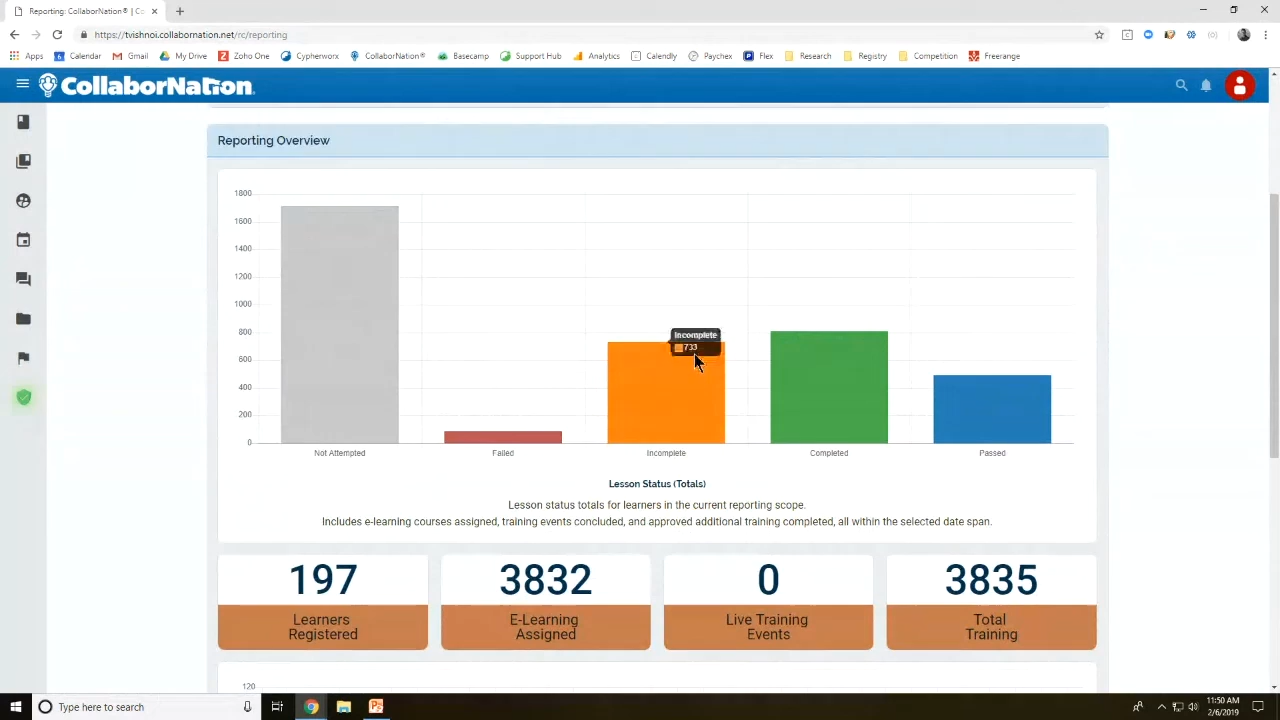 Reporting: CollaborNation® | Co
https://tvishnoi.collabornation.net/rc/reporting
Apps Calendar Gmail My Drive Zoho One Cypherworx CollaborNation® Basecamp Support Hub Analytics Calendly Paychex Flex Research Registry Competition Freerange
CollaborNation
Reporting Overview
1800
1600
1400
1200
1000
800
600
400
200
0
Incomplete
733
Not Attempted Failed Incomplete Completed Passed
Lesson Status (Totals)
Lesson status totals for learners in the current reporting scope.
Includes e-learning courses assigned, training events concluded, and approved additional training completed, all within the selected date span.
197 3832 0 3835
Learners E-Learning Live Training Total
Registered Assigned Events Training
120
Type here to search
11:50 AM
2/6/2019